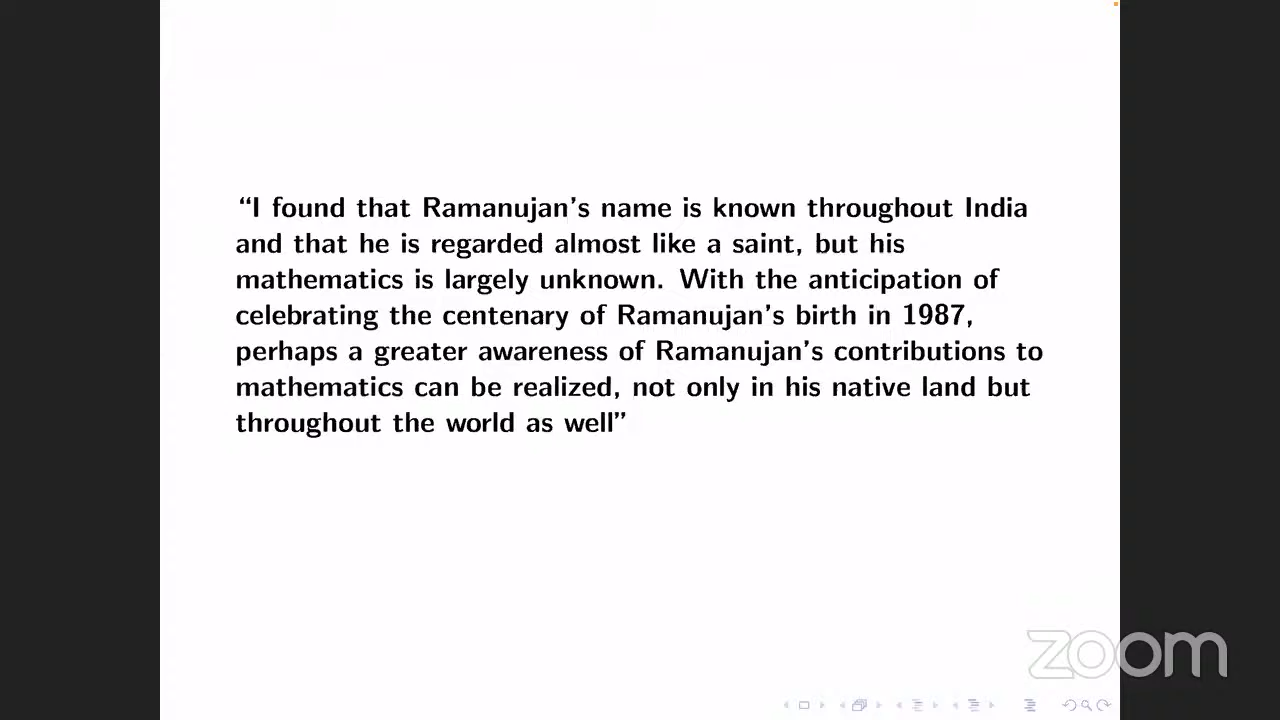 “I found that Ramanujan’s name is known throughout India
and that he is regarded almost like a saint, but his
mathematics is largely unknown. With the anticipation of
celebrating the centenary of Ramanujan’s birth in 1987,
perhaps a greater awareness of Ramanujan’s contributions to
mathematics can be realized, not only in his native land but
throughout the world as well”
zoom